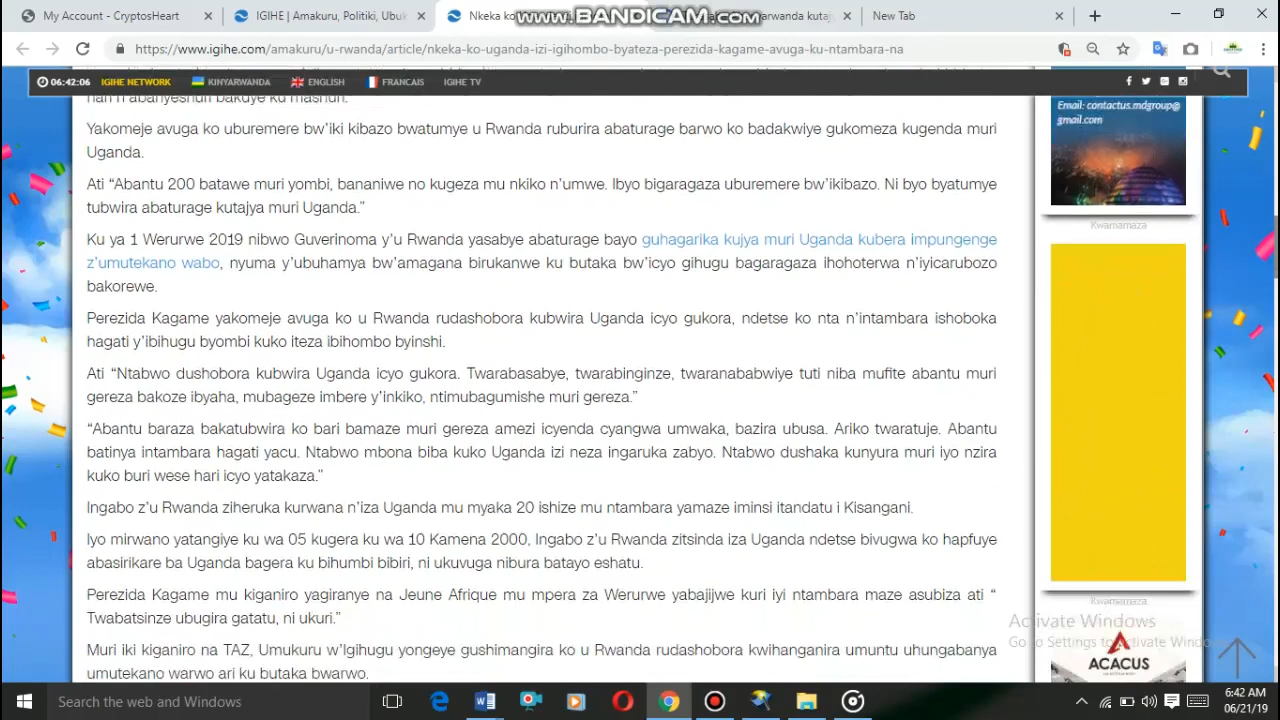 My Account - CryptosHeart
IGIHE | Amakuru, Politiki, Ubuk
Nkeka ko
www.BANDICAM.com
arwanda kutaj
New Tab
https://www.igihe.com/amakuru/u-rwanda/article/nkeka-ko-uganda-izi-igihombo-byateza-perezida-kagame-avuga-ku-ntambara-na
06:42:06 IGIHE NETWORK KINYARWANDA ENGLISH FRANCAIS IGIHE TV
Yakomeje avuga ko uburemere bw'iki kibazo bwatumye u Rwanda ruburira abaturage barwo ko badakwiye gukomeza kugenda muri
Uganda.
Ati “Abantu 200 batawe muri yombi, bananiwe no kugeza mu nkiko n'umwe. Ibyo bigaragaza uburemere bw'ikibazo. Ni byo byatumye
tubwira abaturage kutajya muri Uganda.”
Ku ya 1 Werurwe 2019 nibwo Guverinoma y'u Rwanda yasabye abaturage bayo guhagarika kujya muri Uganda kubera impungenge
z'umutekano wabo, nyuma y'ubuhamya bw'amagana birukanwe ku butaka bw'icyo gihugu bagaragaza ihohoterwa n'iyicarubozo
bakorewe.
Perezida Kagame yakomeje avuga ko u Rwanda rudashobora kubwira Uganda icyo gukora, ndetse ko nta n'intambara ishoboka
hagati y'ibihugu byombi kuko iteza ibihombo byinshi.
Ati “Ntabwo dushobora kubwira Uganda icyo gukora. Twarabasabye, twarabinginze, twaranababwiye tuti niba mufite abantu muri
gereza bakoze ibyaha, mubageze imbere y'inkiko, ntimubagumishe muri gereza.”
“Abantu baraza bakatubwira ko bari bamaze muri gereza amezi icyenda cyangwa umwaka, bazira ubusa. Ariko twaratuje. Abantu
batinya intambara hagati yacu. Ntabwo mbona biba kuko Uganda izi neza ingaruka zabyo. Ntabwo dushaka kunyura muri iyo nzira
kuko buri wese hari icyo yatakaza.”
Ingabo z'u Rwanda ziheruka kurwana n'iza Uganda mu myaka 20 ishize mu ntambara yamaze iminsi itandatu i Kisangani.
Iyo mirwano yatangiye ku wa 05 kugera ku wa 10 Kamena 2000, Ingabo z'u Rwanda zitsinda iza Uganda ndetse bivugwa ko hapfuye
abasirikare ba Uganda bagera ku bihumbi bibiri, ni ukuvuga nibura batayo eshatu.
Perezida Kagame mu kiganiro yagiranye na Jeune Afrique mu mpera za Werurwe yabajijwe kuri iyi ntambara maze asubiza ati “
Twabatsinze ubugira gatatu, ni ukuri.”
Muri iki kiganiro na TAZ, Umukuru w'Igihugu yongeye gushimangira ko u Rwanda rudashobora kwihanganira umuntu uhungabanya
umutekano warwo ari ku butaka bwarwo.
Email: contactus.mdgroup@
gmail.com
Kwamamaza
Kwamamaza
Activate Windows
Go to Settings to activate Windo
ACACUS
Search the web and Windows
6:42 AM
06/21/19